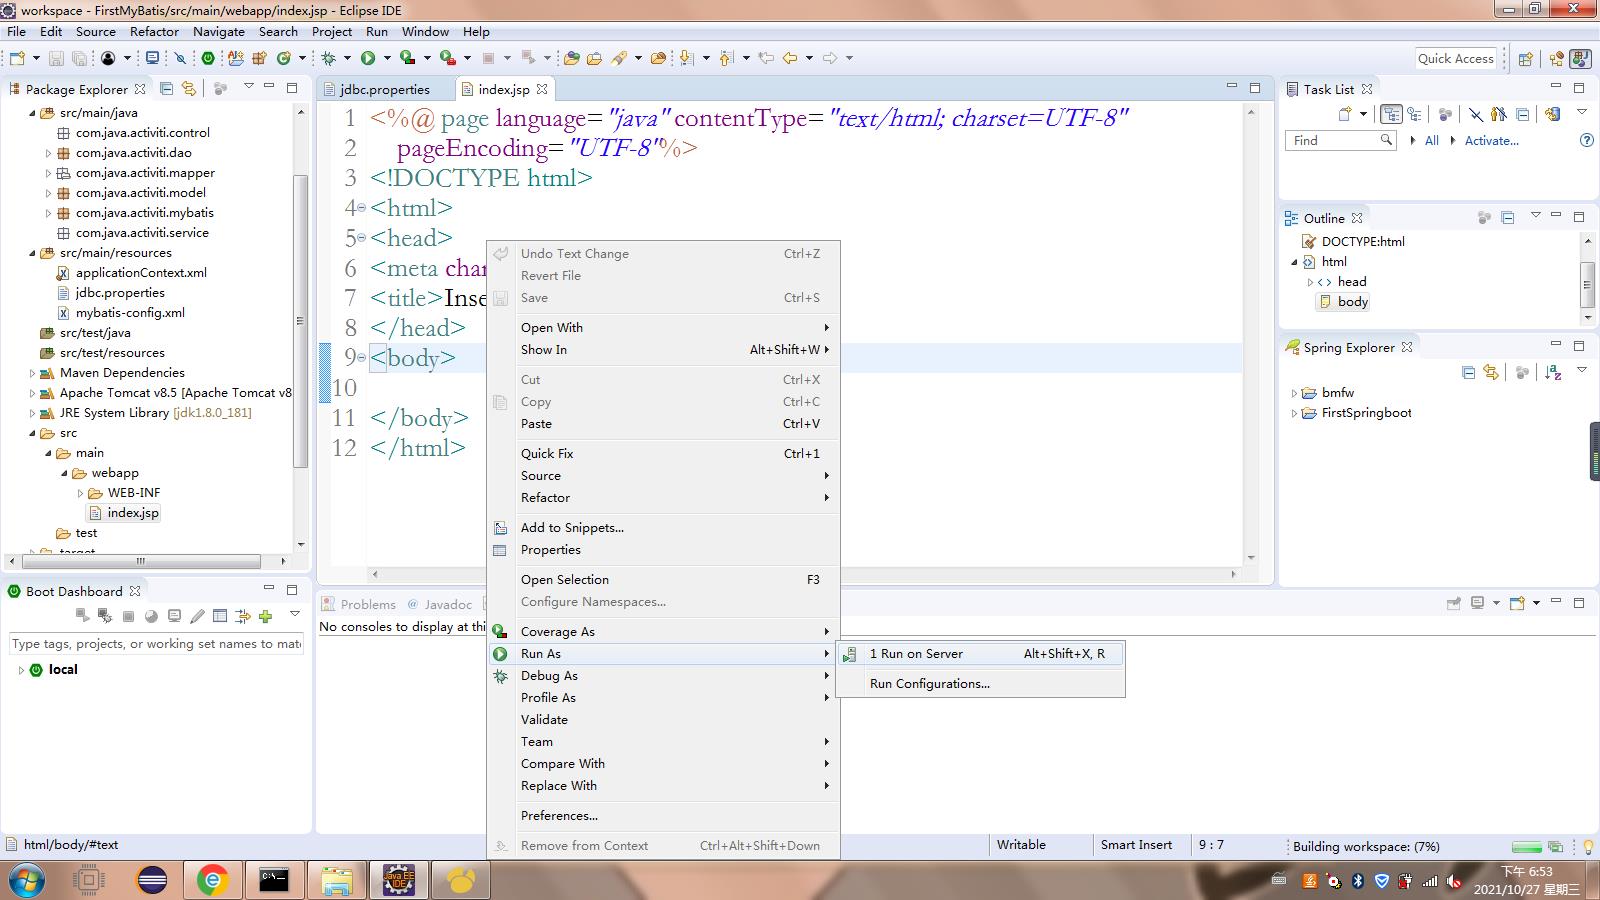 workspace - FirstMyBatis/src/main/webapp/index.jsp - Eclipse IDE
File Edit Source Refactor Navigate Search Project Run Window Help
Quick Access
Package Explorer
src/main/java
com.java.activiti.control
com.java.activiti.dao
com.java.activiti.mapper
com.java.activiti.model
com.java.activiti.mybatis
com.java.activiti.service
src/main/resources
applicationContext.xml
jdbc.properties
mybatis-config.xml
src/test/java
src/test/resources
Maven Dependencies
Apache Tomcat v8.5 [Apache Tomcat v8
JRE System Library [jdk1.8.0_181]
src
main
webapp
WEB-INF
index.jsp
test
target
Boot Dashboard
Type tags, projects, or working set names to mat
local
jdbc.properties
index.jsp
1 <%@ page language="java" contentType="text/html; charset=UTF-8"
2 pageEncoding="UTF-8"%>
3 <!DOCTYPE html>
4 <html>
5 <head>
6 <meta char
7 <title>Inse
8 </head>
9 <body>
10
11 </body>
12 </html>
Undo Text Change Ctrl+Z
Revert File
Save Ctrl+S
Open With
Show In Alt+Shift+W
Cut Ctrl+X
Copy Ctrl+C
Paste Ctrl+V
Quick Fix Ctrl+1
Source
Refactor
Add to Snippets...
Properties
Open Selection F3
Configure Namespaces...
Coverage As
Run As
Debug As
Profile As
Validate
Team
Compare With
Replace With
Preferences...
Remove from Context Ctrl+Alt+Shift+Down
1 Run on Server Alt+Shift+X, R
Run Configurations...
Problems @ Javadoc
No consoles to display at thi
Task List
Find All Activate...
Outline
DOCTYPE:html
html
head
body
Spring Explorer
bmfw
FirstSpringboot
html/body/#text
Writable
Smart Insert
9 : 7
Building workspace: (7%)
Java EE
IDE
下午 6:53
2021/10/27 星期三